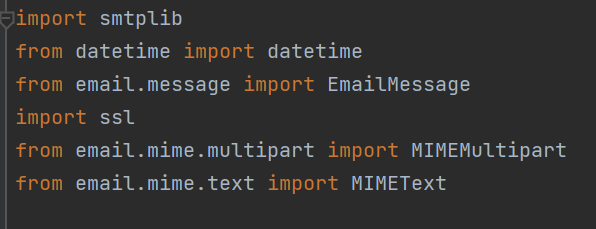 import smtplib
from datetime import datetime
from email.message import EmailMessage
import ssl
from email.mime.multipart import MIMEMultipart
from email.mime.text import MIMEText